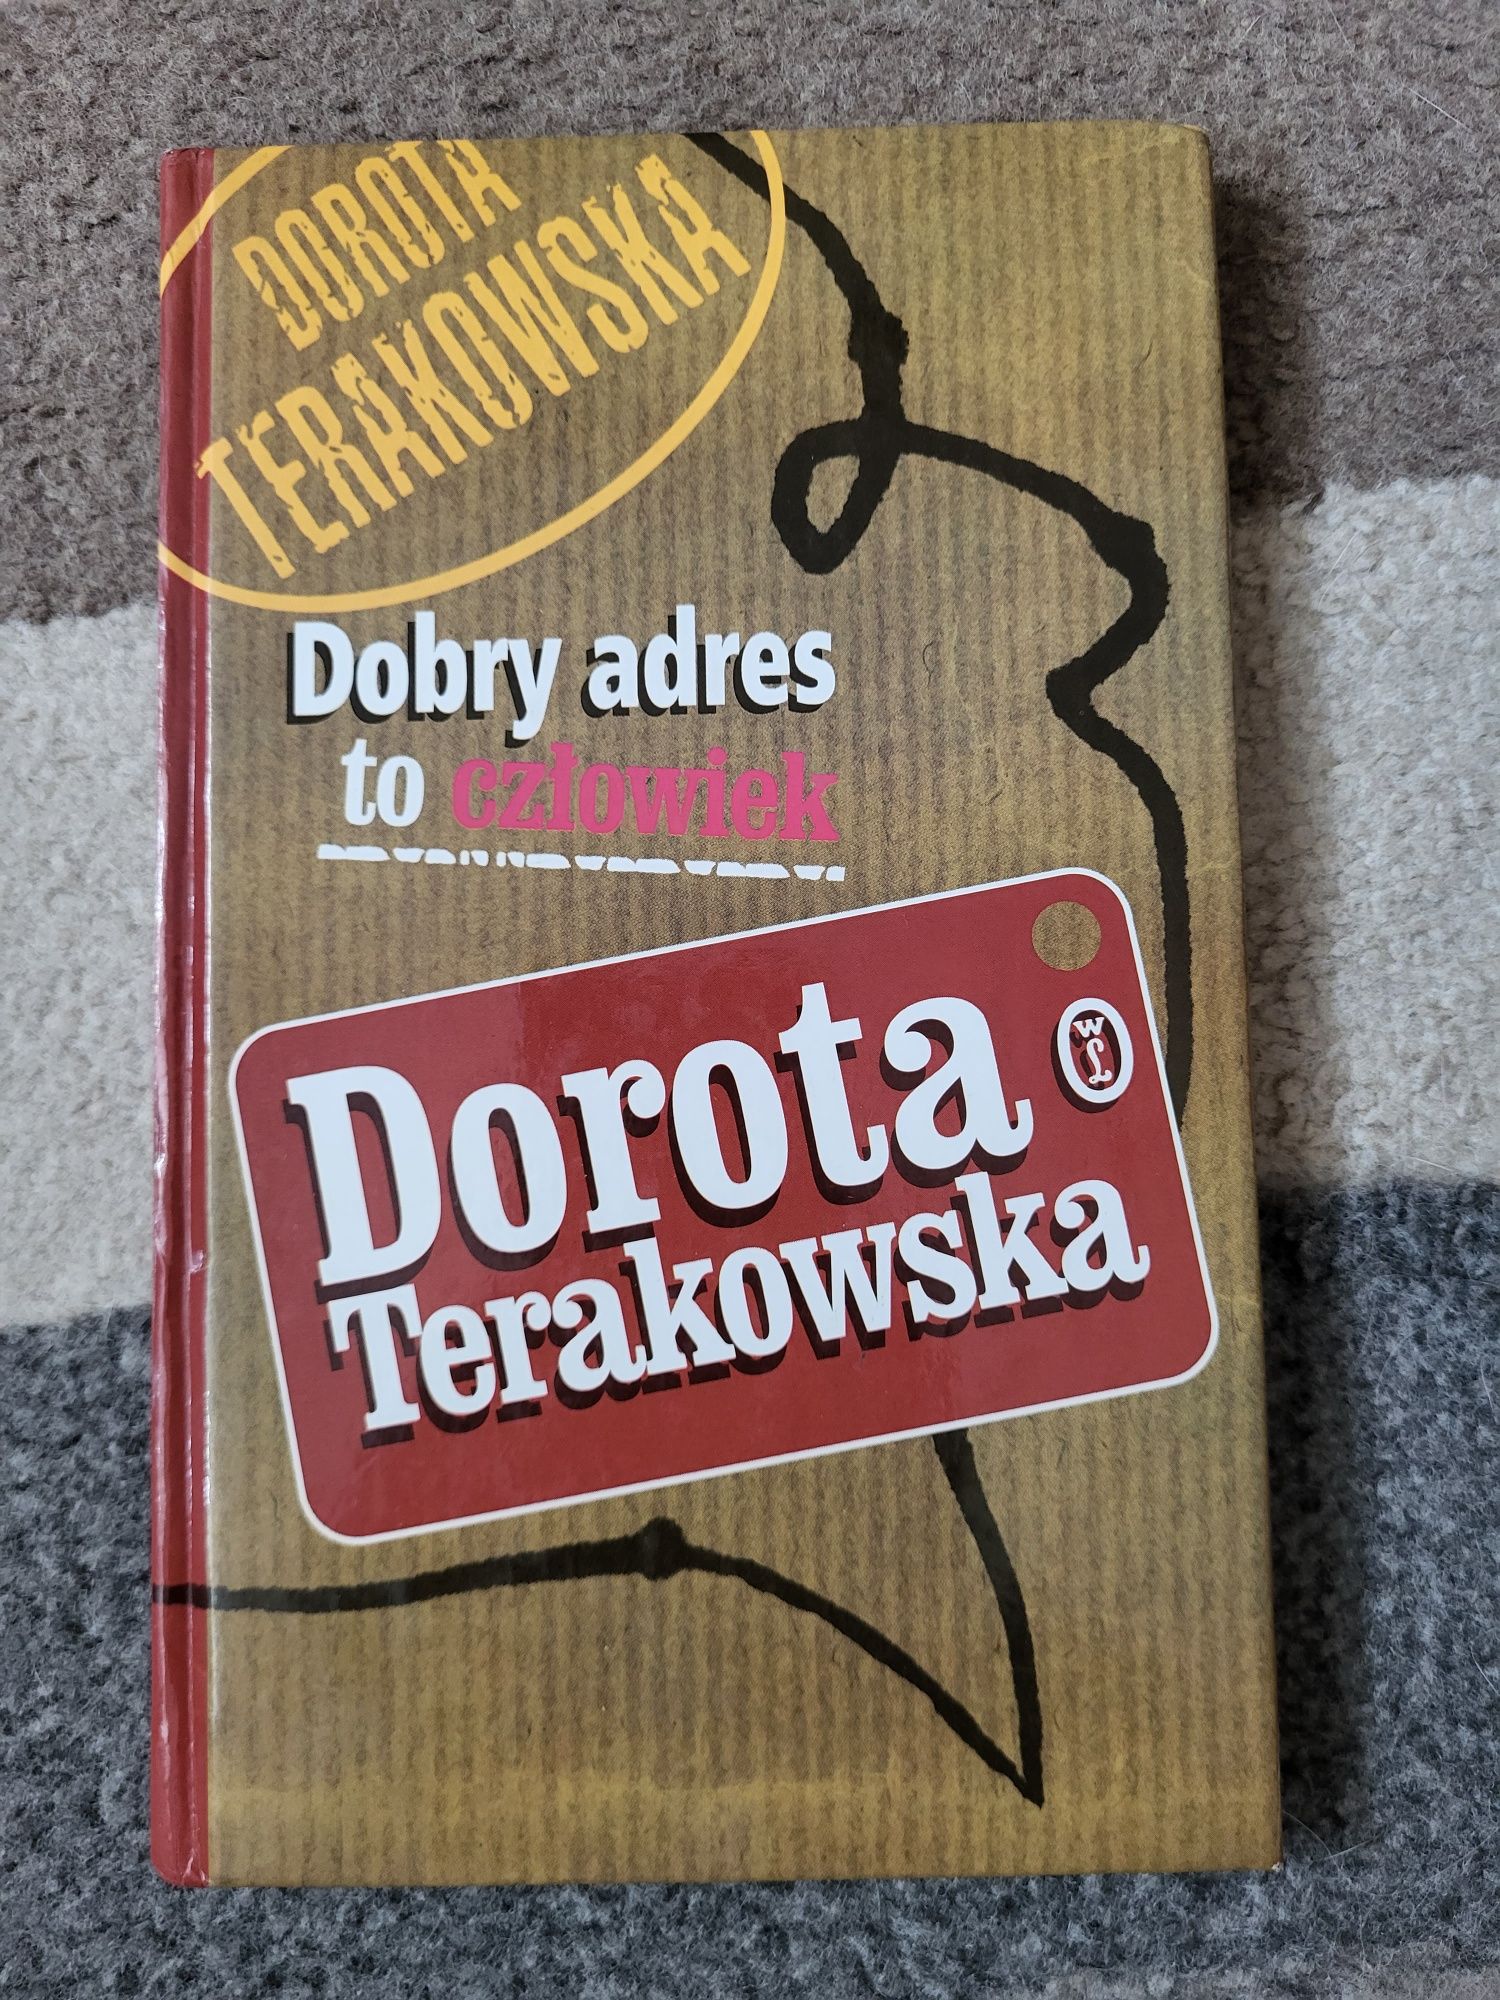 DOROTA
TERAKOWSKA
Dobry adres
to człowiek
Dorota
Terakowska
W
Ł